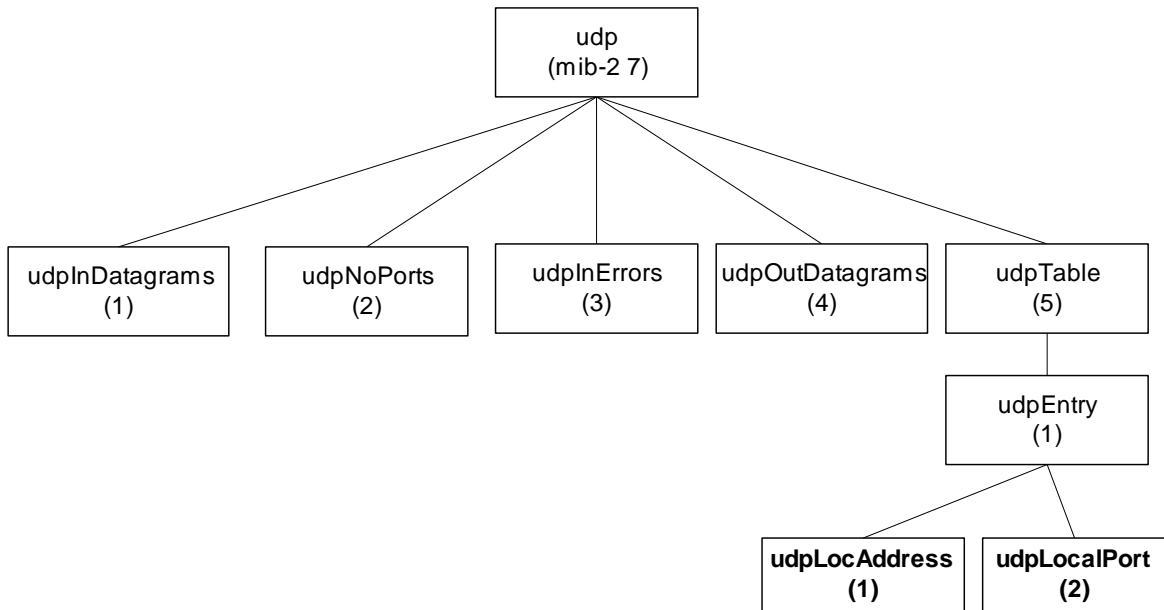 udp
(mib-2 7)
udpInDatagrams
(1)
udpNoPorts
(2)
udpInErrors
(3)
udpOutDatagrams
(4)
udpTable
(5)
udpEntry
(1)
udpLocAddress
(1)
udpLocalPort
(2)